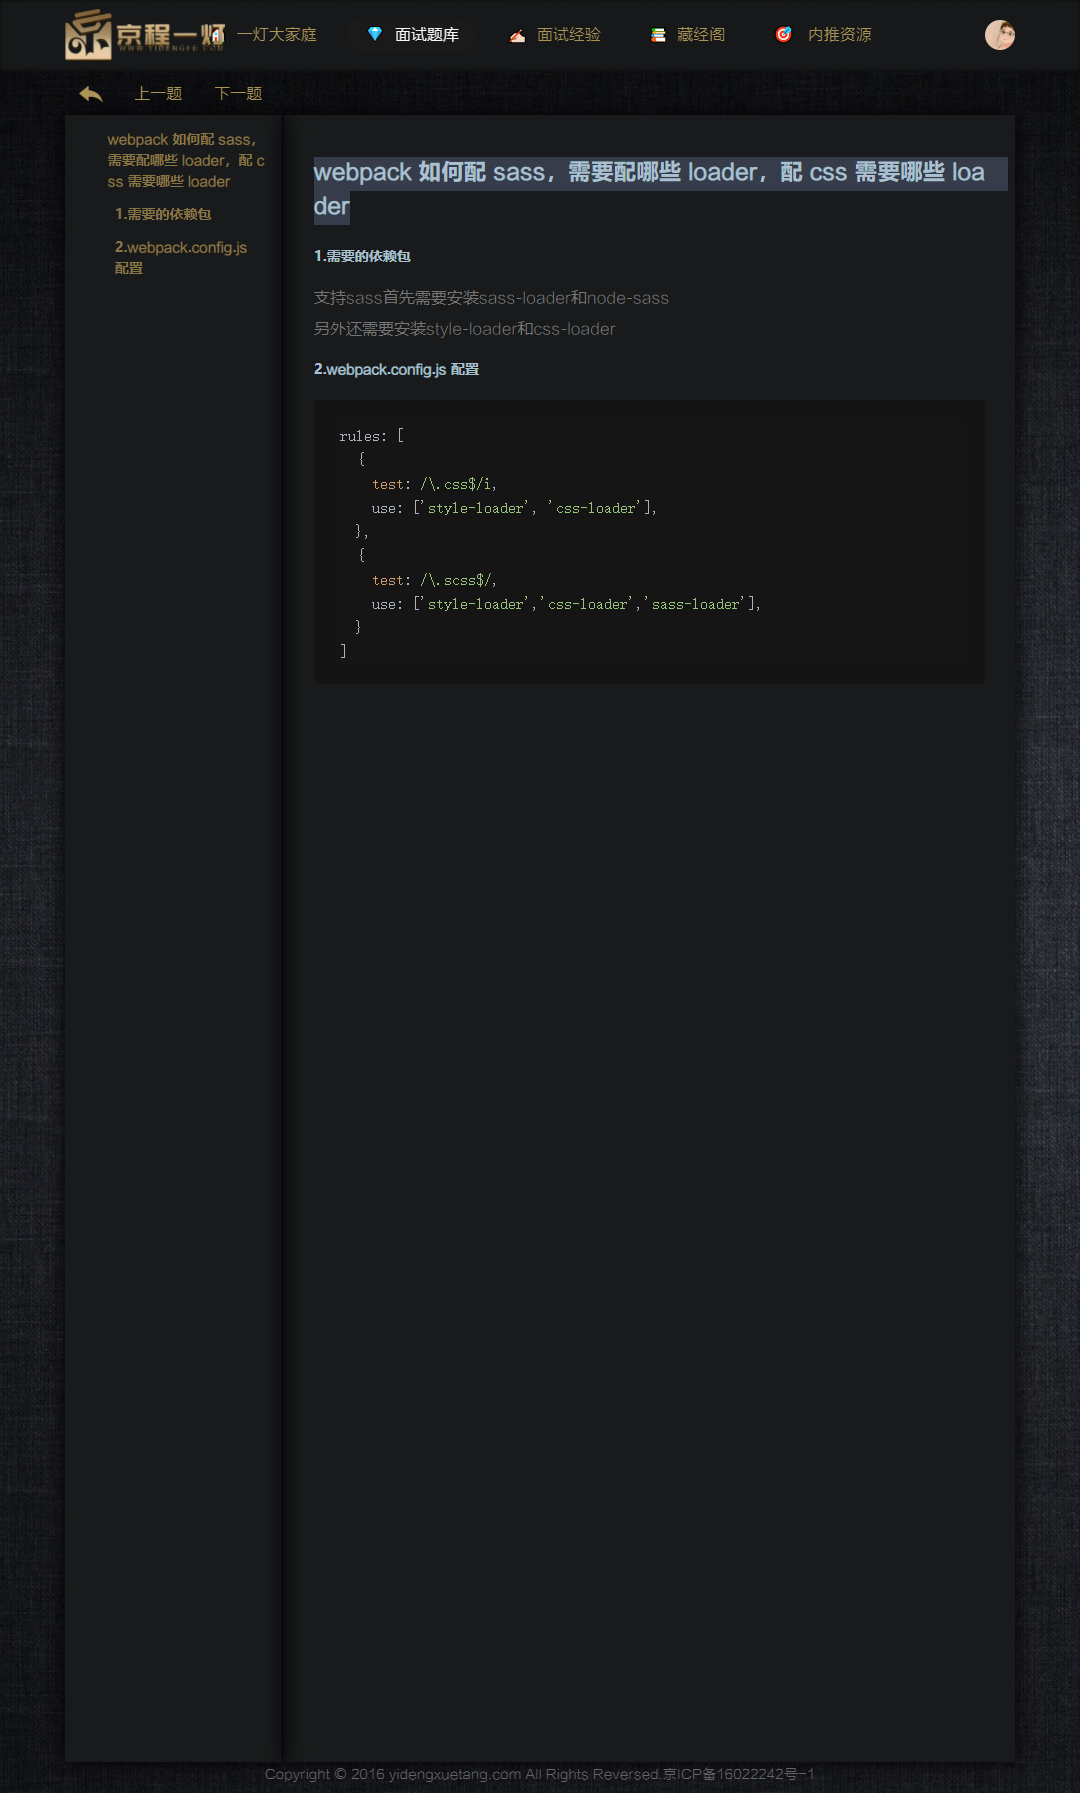 京程一灯
WWW.YIDENGFE.COM
一灯大家庭
面试题库
面试经验
藏经阁
内推资源
上一题
下一题
webpack 如何配 sass，
需要配哪些 loader，配 c
ss 需要哪些 loader
1.需要的依赖包
2.webpack.config.js
配置
webpack 如何配 sass，需要配哪些 loader，配 css 需要哪些 loa
der
1.需要的依赖包
支持sass首先需要安装sass-loader和node-sass
另外还需要安装style-loader和css-loader
2.webpack.config.js 配置
rules: [
{
test: /\.css$/i,
use: ['style-loader', 'css-loader'],
},
{
test: /\.scss$/,
use: ['style-loader','css-loader','sass-loader'],
}
]
Copyright © 2016 yidengxuetang.com All Rights Reversed.京ICP备16022242号-1